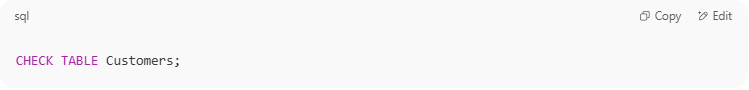 sql
Copy
Edit
CHECK TABLE Customers;